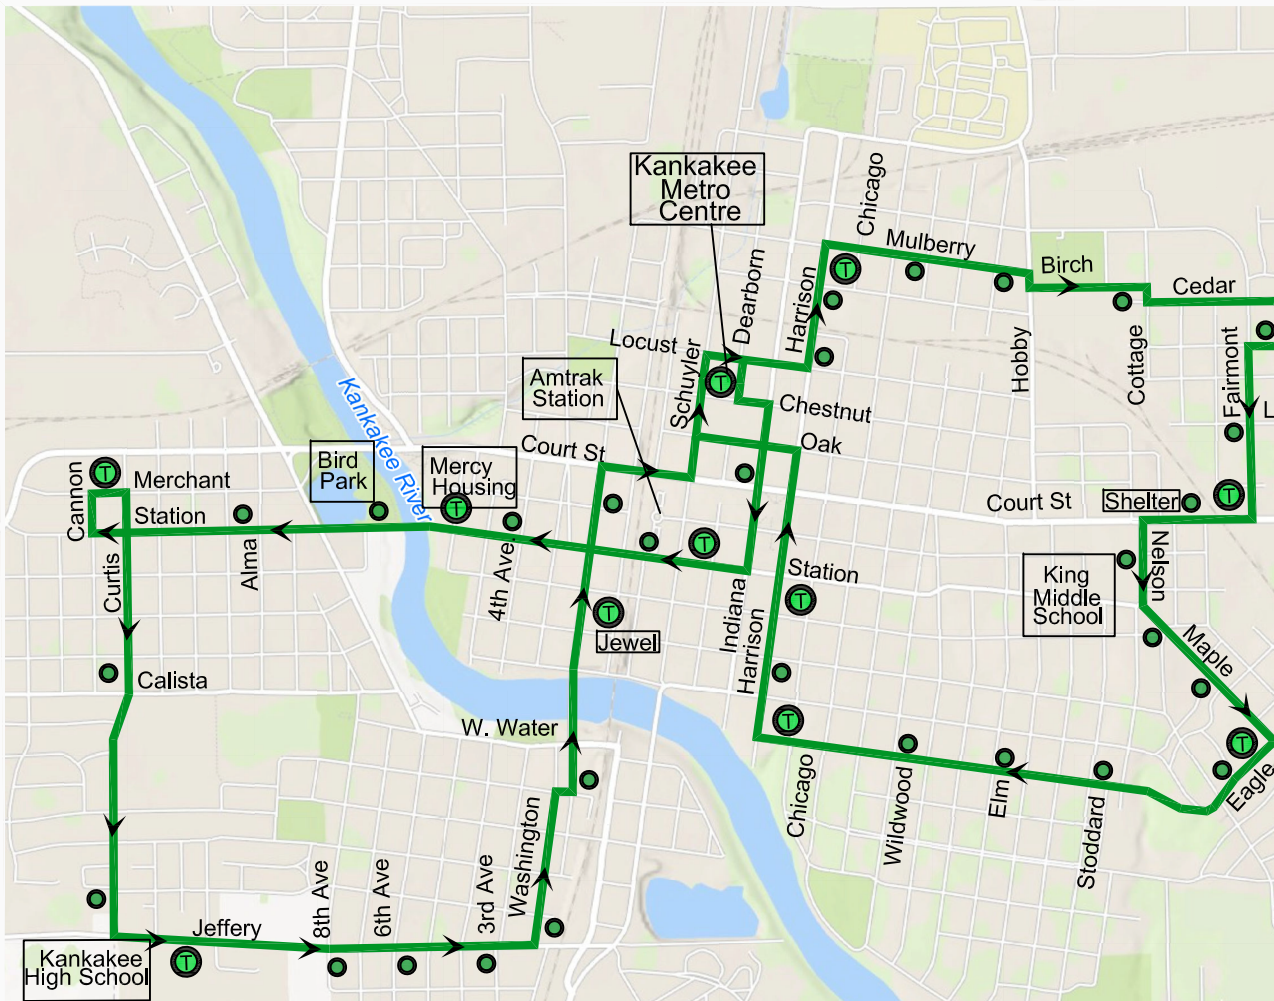 Kankakee
Metro
Centre
Chicago
Mulberry
Dearborn
Birch
Cedar
Harrison
Locust
Schuyler
Hobby
Cottage
Fairmont
Amtrak
Station
Chestnut
L
Oak
Court St
Kankakee River
Bird
Park
Mercy
Housing
Cannon
T
Merchant
Station
Curtis
Alma
4th Ave.
T
T
T
T
Court St
Shelter
T
Nelson
King
Middle
School
Station
T
Indiana
Harrison
T
Jewel
Maple
Calista
W. Water
T
T
Eagle
Chicago
Wildwood
Elm
Stoddard
Washington
8th Ave
6th Ave
3rd Ave
Jeffery
Kankakee
High School
T